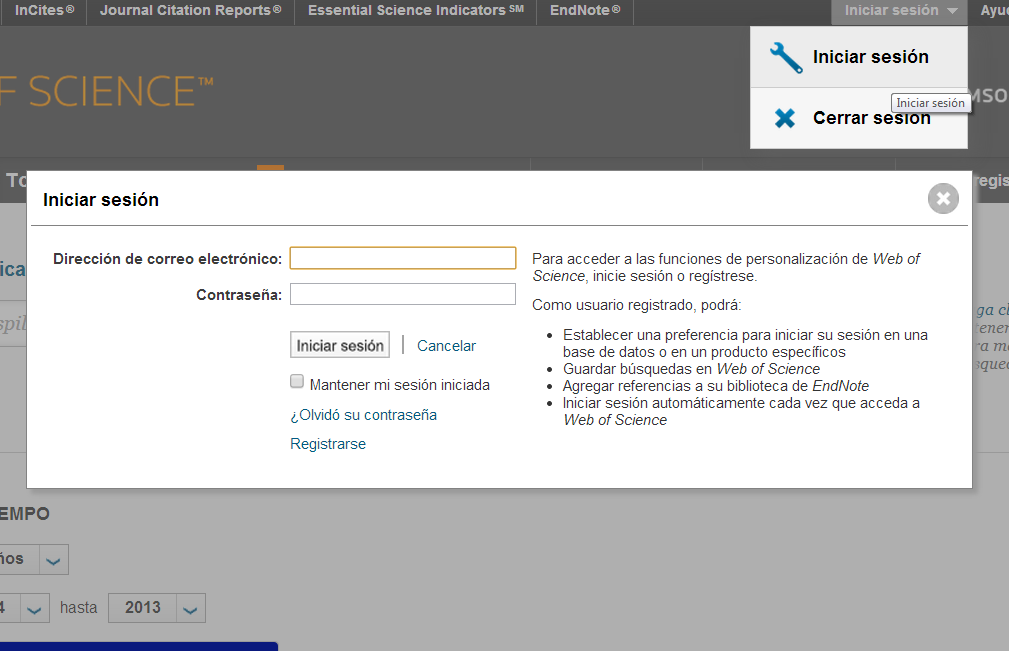 InCites® Journal Citation Reports® Essential Science Indicators SM EndNote® Iniciar sesión
Iniciar sesión
F SCIENCE™
Iniciar sesión
Cerrar sesión
Iniciar sesión
Dirección de correo electrónico:
Contraseña:
Iniciar sesión | Cancelar
Mantener mi sesión iniciada
¿Olvidó su contraseña
Registrarse
Para acceder a las funciones de personalización de Web of
Science, inicie sesión o regístrese.
Como usuario registrado, podrá:
• Establecer una preferencia para iniciar su sesión en una
base de datos o en un producto específicos
• Guardar búsquedas en Web of Science
• Agregar referencias a su biblioteca de EndNote
• Iniciar sesión automáticamente cada vez que acceda a
Web of Science
EMPO
ños
4 hasta 2013